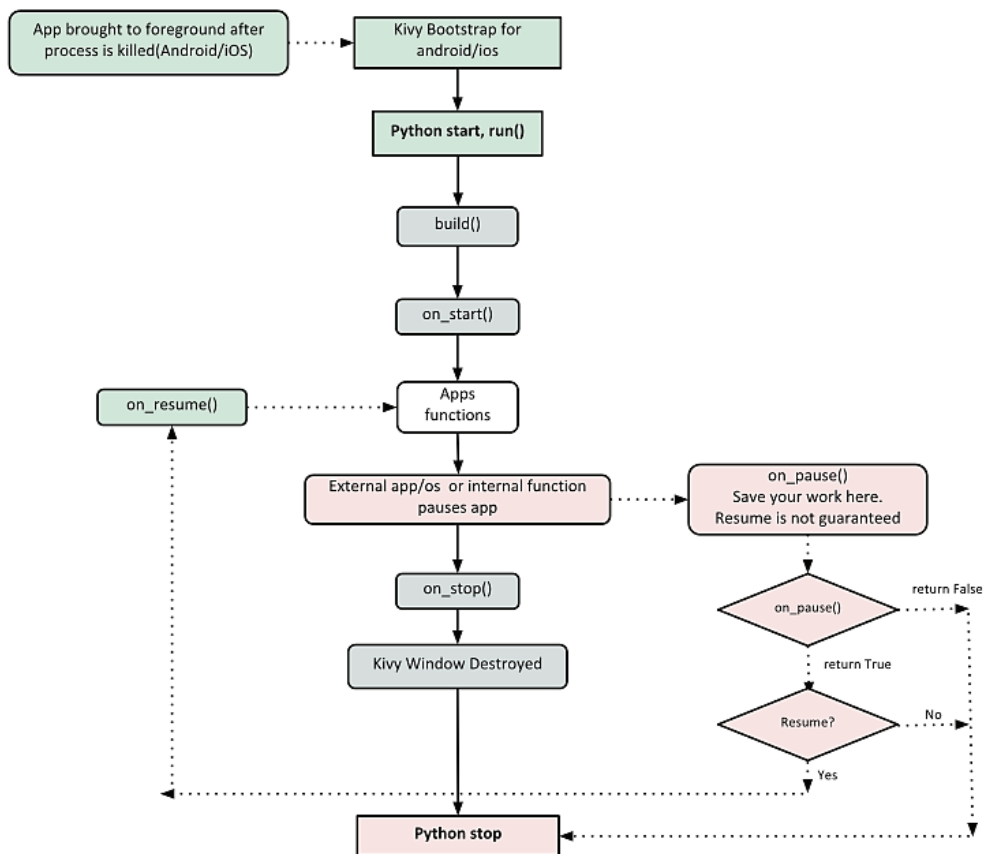 App brought to foreground after
process is killed(Android/iOS)
Kivy Bootstrap for
android/ios
Python start, run()
build()
on_start()
on_resume()
Apps
functions
External app/os or internal function
pauses app
on_pause()
Save your work here.
Resume is not guaranteed
on_stop()
on_pause()
return False
Kivy Window Destroyed
return True
Resume?
No
Yes
Python stop